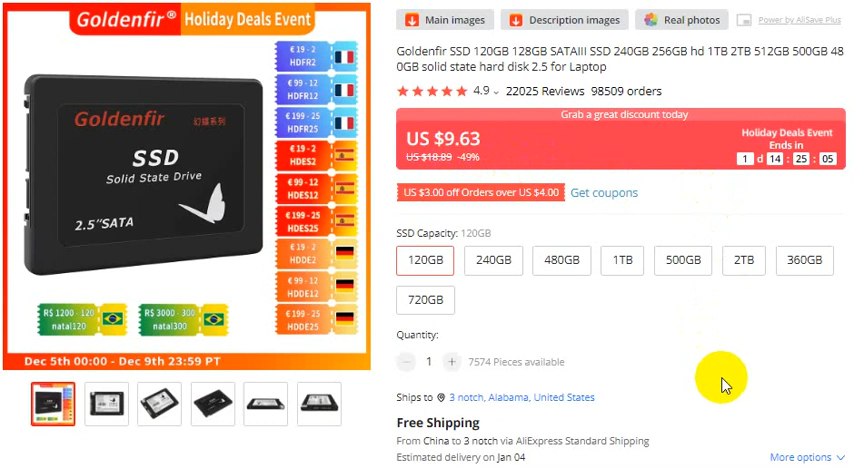 Goldenfir® Holiday Deals Event
€ 19 - 2
HDFR2
€ 99 - 12
HDFR12
€ 199 - 25
HDFR25
€ 19 - 2
HDES2
€ 99 - 12
HDES12
€ 199 - 25
HDES25
€ 19 - 2
HDDE2
€ 99 - 12
HDDE12
€ 199 - 25
HDDE25
Goldenfir
SSD
Solid State Drive
2.5"SATA
R$ 1200 - 120
natal120
R$ 3000 - 300
natal300
Dec 5th 00:00 - Dec 9th 23:59 PT
Main images
Description images
Real photos
Power by AliSave Plus
Goldenfir SSD 120GB 128GB SATAIII SSD 240GB 256GB hd 1TB 2TB 512GB 500GB 48
0GB solid state hard disk 2.5 for Laptop
4.9 22025 Reviews 98509 orders
Grab a great discount today
US $9.63
US $18.89 -49%
Holiday Deals Event
Ends in
1 d 14 : 25 : 05
US $3.00 off Orders over US $4.00 Get coupons
SSD Capacity: 120GB
120GB 240GB 480GB 1TB 500GB 2TB 360GB
720GB
Quantity:
− 1 + 7574 Pieces available
Ships to 3 notch, Alabama, United States
Free Shipping
From China to 3 notch via AliExpress Standard Shipping
Estimated delivery on Jan 04
More options